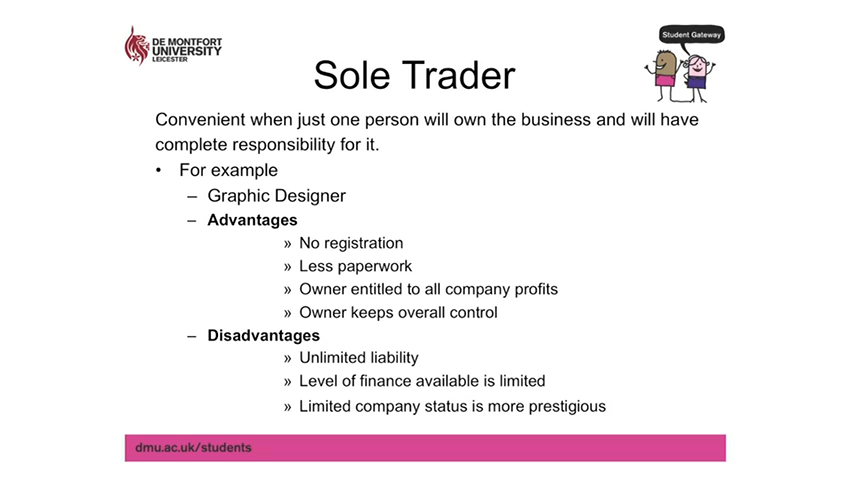 DE MONTFORT
UNIVERSITY
LEICESTER
Student Gateway
Sole Trader
Convenient when just one person will own the business and will have
complete responsibility for it.
• For example
– Graphic Designer
– Advantages
» No registration
» Less paperwork
» Owner entitled to all company profits
» Owner keeps overall control
– Disadvantages
» Unlimited liability
» Level of finance available is limited
» Limited company status is more prestigious
dmu.ac.uk/students